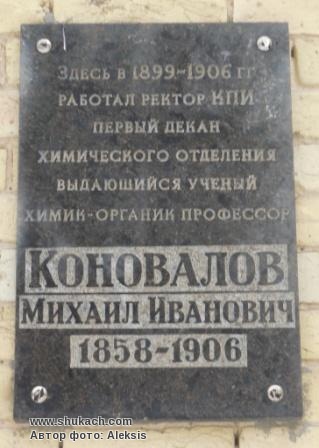 Здесь в 1899-1906 гг
работал ректор КПИ
первый декан
химического отделения
выдающийся ученый
химик-органик профессор
Коновалов
Михаил Иванович
1858-1906
www.shukach.com
Автор фото: Aleksis